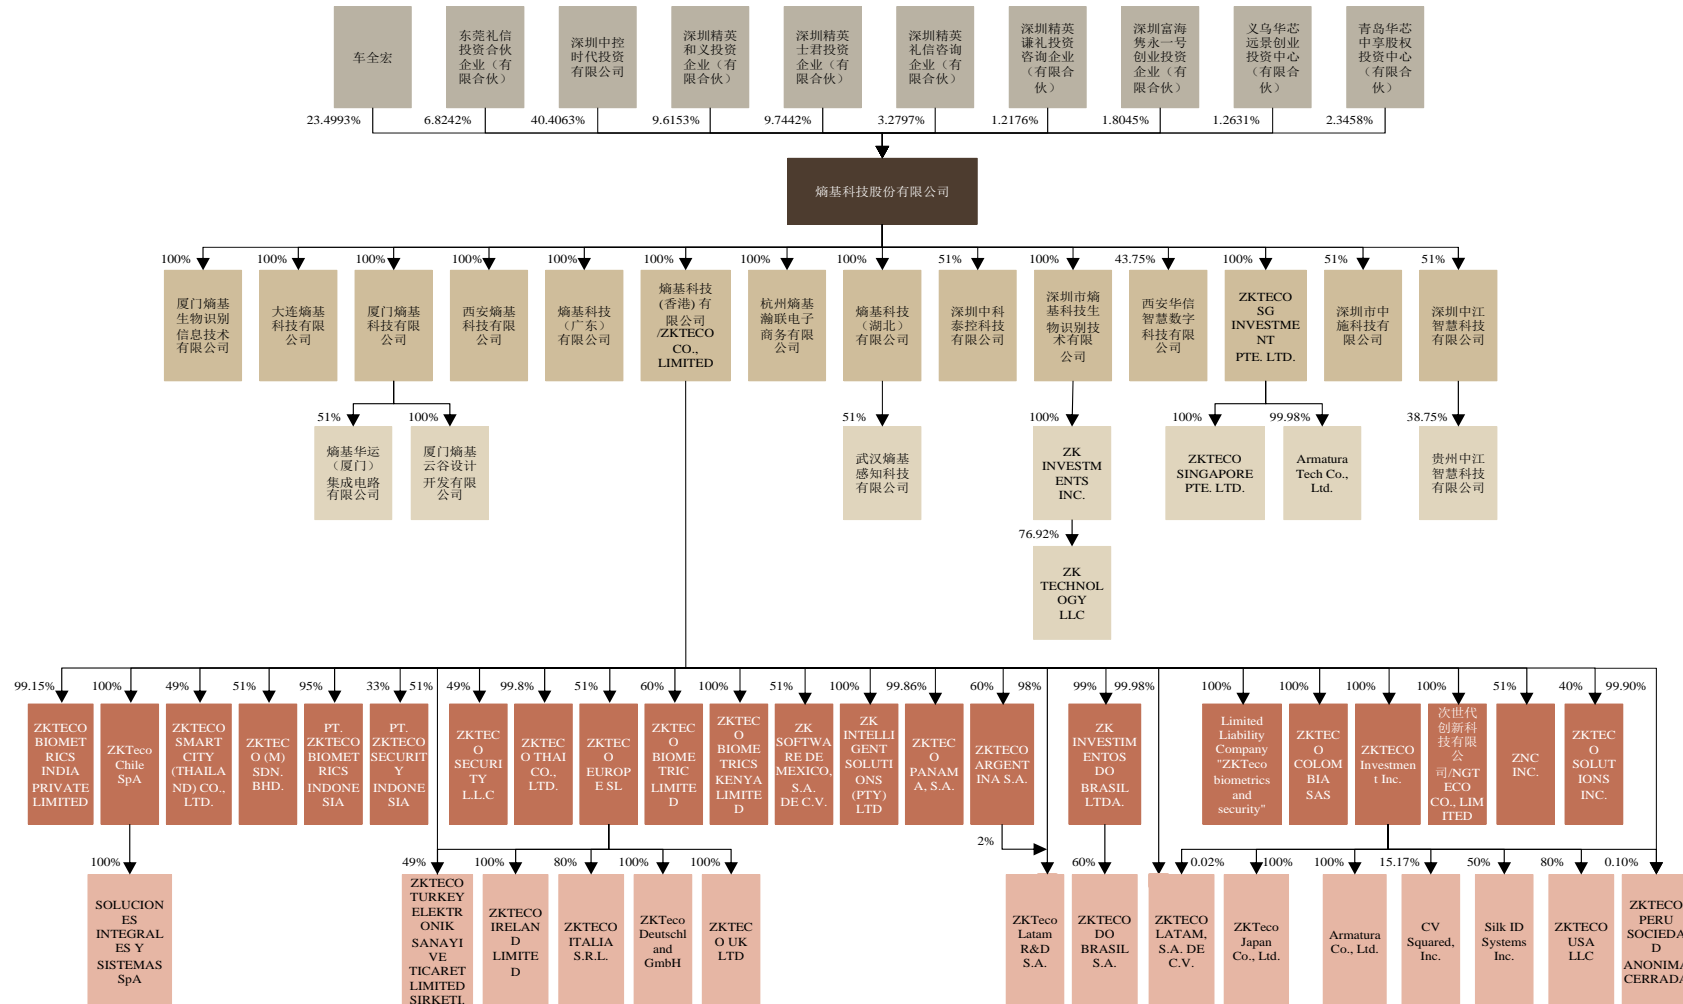 车全宏
东莞礼信
投资合伙
企业（有
限合伙）
深圳中控
时代投资
有限公司
深圳精英
和义投资
企业（有
限合伙）
深圳精英
士君投资
企业（有
限合伙）
深圳精英
礼信咨询
企业（有
限合伙）
深圳精英
谦礼投资
咨询企业
（有限合
伙）
深圳富海
隽永一号
创业投资
企业（有
限合伙）
义乌华芯
远景创业
投资中心
（有限合
伙）
青岛华芯
中享股权
投资中心
（有限合
伙）
23.4993%
6.8242%
40.4063%
9.6153%
9.7442%
3.2797%
1.2176%
1.8045%
1.2631%
2.3458%
熵基科技股份有限公司
100%
100%
100%
100%
100%
100%
100%
100%
51%
100%
43.75%
100%
51%
51%
厦门熵基
生物识别
信息技术
有限公司
大连熵基
科技有限
公司
厦门熵基
科技有限
公司
西安熵基
科技有限
公司
熵基科技
（广东）
有限公司
熵基科技
(香港) 有
限公司
/ZKTECO
CO.,
LIMITED
杭州熵基
瀚联电子
商务有限
公司
熵基科技
（湖北）
有限公司
深圳中科
泰控科技
有限公司
深圳市熵
基科技生
物识别技
术有限公
司
西安华信
智慧数字
科技有限
公司
ZKTECO
SG
INVESTME
NT
PTE. LTD.
深圳市中
施科技有
限公司
深圳中江
智慧科技
有限公司
51%
100%
51%
100%
100%
99.98%
38.75%
熵基华运
（厦门）
集成电路
有限公司
厦门熵基
云谷设计
开发有限
公司
武汉熵基
感知科技
有限公司
ZK
INVESTM
ENTS
INC.
ZKTECO
SINGAPORE
PTE. LTD.
Armatura
Tech Co.,
Ltd.
贵州中江
智慧科技
有限公司
76.92%
ZK
TECHNOL
OGY
LLC
99.15%
100%
49%
51%
95%
33%
51%
49%
99.8%
51%
60%
100%
51%
100%
99.86%
60%
98%
99%
99.98%
100%
100%
100%
100%
51%
40%
99.90%
ZKTECO
BIOMET
RICS
INDIA
PRIVATE
LIMITED
ZKTeco
Chile
SpA
ZKTECO
SMART
CITY
(THAILA
ND) CO.,
LTD.
ZKTEC
O (M)
SDN.
BHD.
PT.
ZKTECO
BIOMET
RICS
INDONE
SIA
PT.
ZKTECO
SECURIT
Y
INDONE
SIA
ZKTEC
O
SECURI
TY
L.L.C
ZKTEC
O THAI
CO.,
LTD.
ZKTEC
O
EUROP
E SL
ZKTEC
O
BIOME
TRIC
LIMITE
D
ZKTEC
O
BIOME
TRICS
KENYA
LIMITE
D
ZK
SOFTWA
RE DE
MEXICO,
S.A.
DE C.V.
ZK
INTELLI
GENT
SOLUTI
ONS
(PTY)
LTD
ZKTEC
O
PANAM
A, S.A.
ZKTECO
ARGENT
INA S.A.
ZK
INVESTIM
ENTOS
DO
BRASIL
LTDA.
Limited
Liability
Company
"ZKTeco
biometrics
and
security"
ZKTEC
O
COLOM
BIA
SAS
ZKTECO
Investmen
t Inc.
次世代
创新科
技有限
公
司/NGT
ECO
CO., LIM
ITED
ZNC
INC.
ZKTEC
O
SOLUT
IONS
INC.
100%
49%
100%
80%
100%
100%
2%
60%
0.02%
100%
100%
15.17%
50%
80%
0.10%
SOLUCION
ES
INTEGRAL
ES Y
SISTEMAS
SpA
ZKTECO
TURKEY
ELEKTR
ONIK
SANAYI
VE
TICARET
LIMITED
SIRKETI.
ZKTECO
IRELAN
D
LIMITE
D
ZKTECO
ITALIA
S.R.L.
ZKTeco
Deutschl
and
GmbH
ZKTEC
O UK
LTD
ZKTeco
Latam
R&D
S.A.
ZKTECO
DO
BRASIL
S.A.
ZKTECO
LATAM,
S.A. DE
C.V.
ZKTeco
Japan
Co., Ltd.
Armatura
Co., Ltd.
CV
Squared,
Inc.
Silk ID
Systems
Inc.
ZKTECO
USA
LLC
ZKTECO
PERU
SOCIEDA
D
ANONIMA
CERRADA